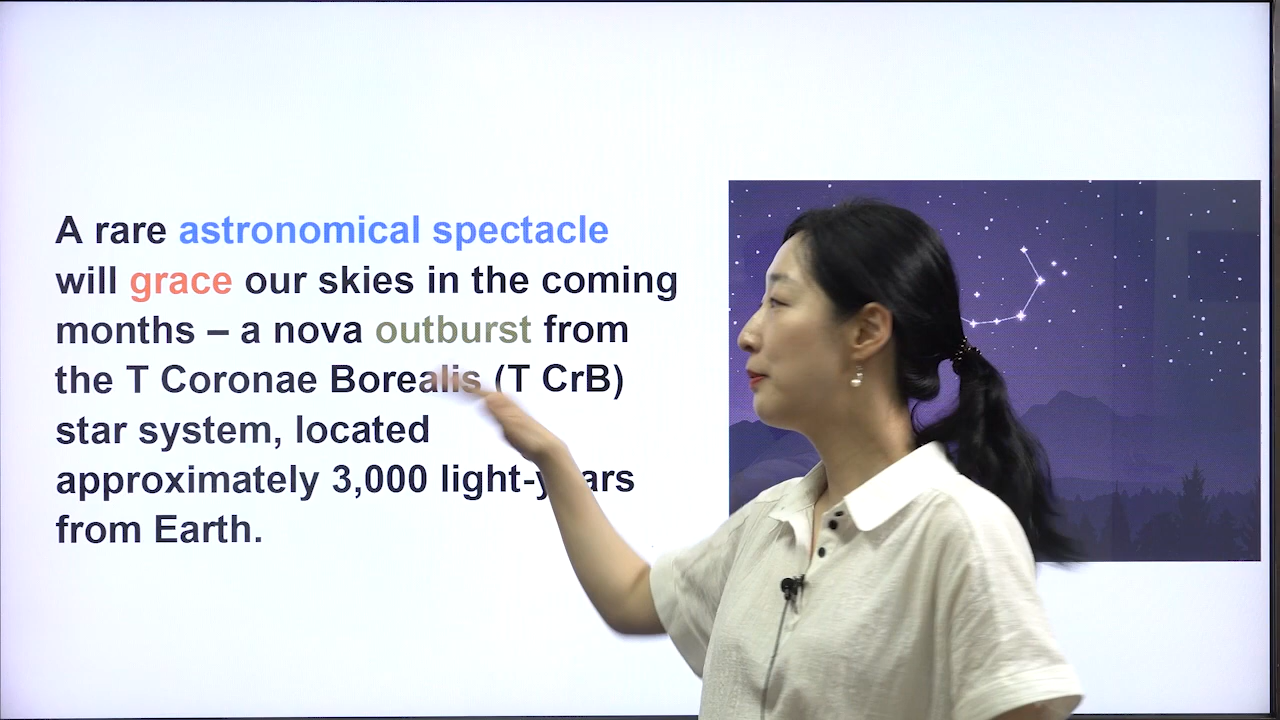 A rare astronomical spectacle
will grace our skies in the coming
months – a nova outburst from
the T Coronae Borealis (T CrB)
star system, located
approximately 3,000 light-years
from Earth.